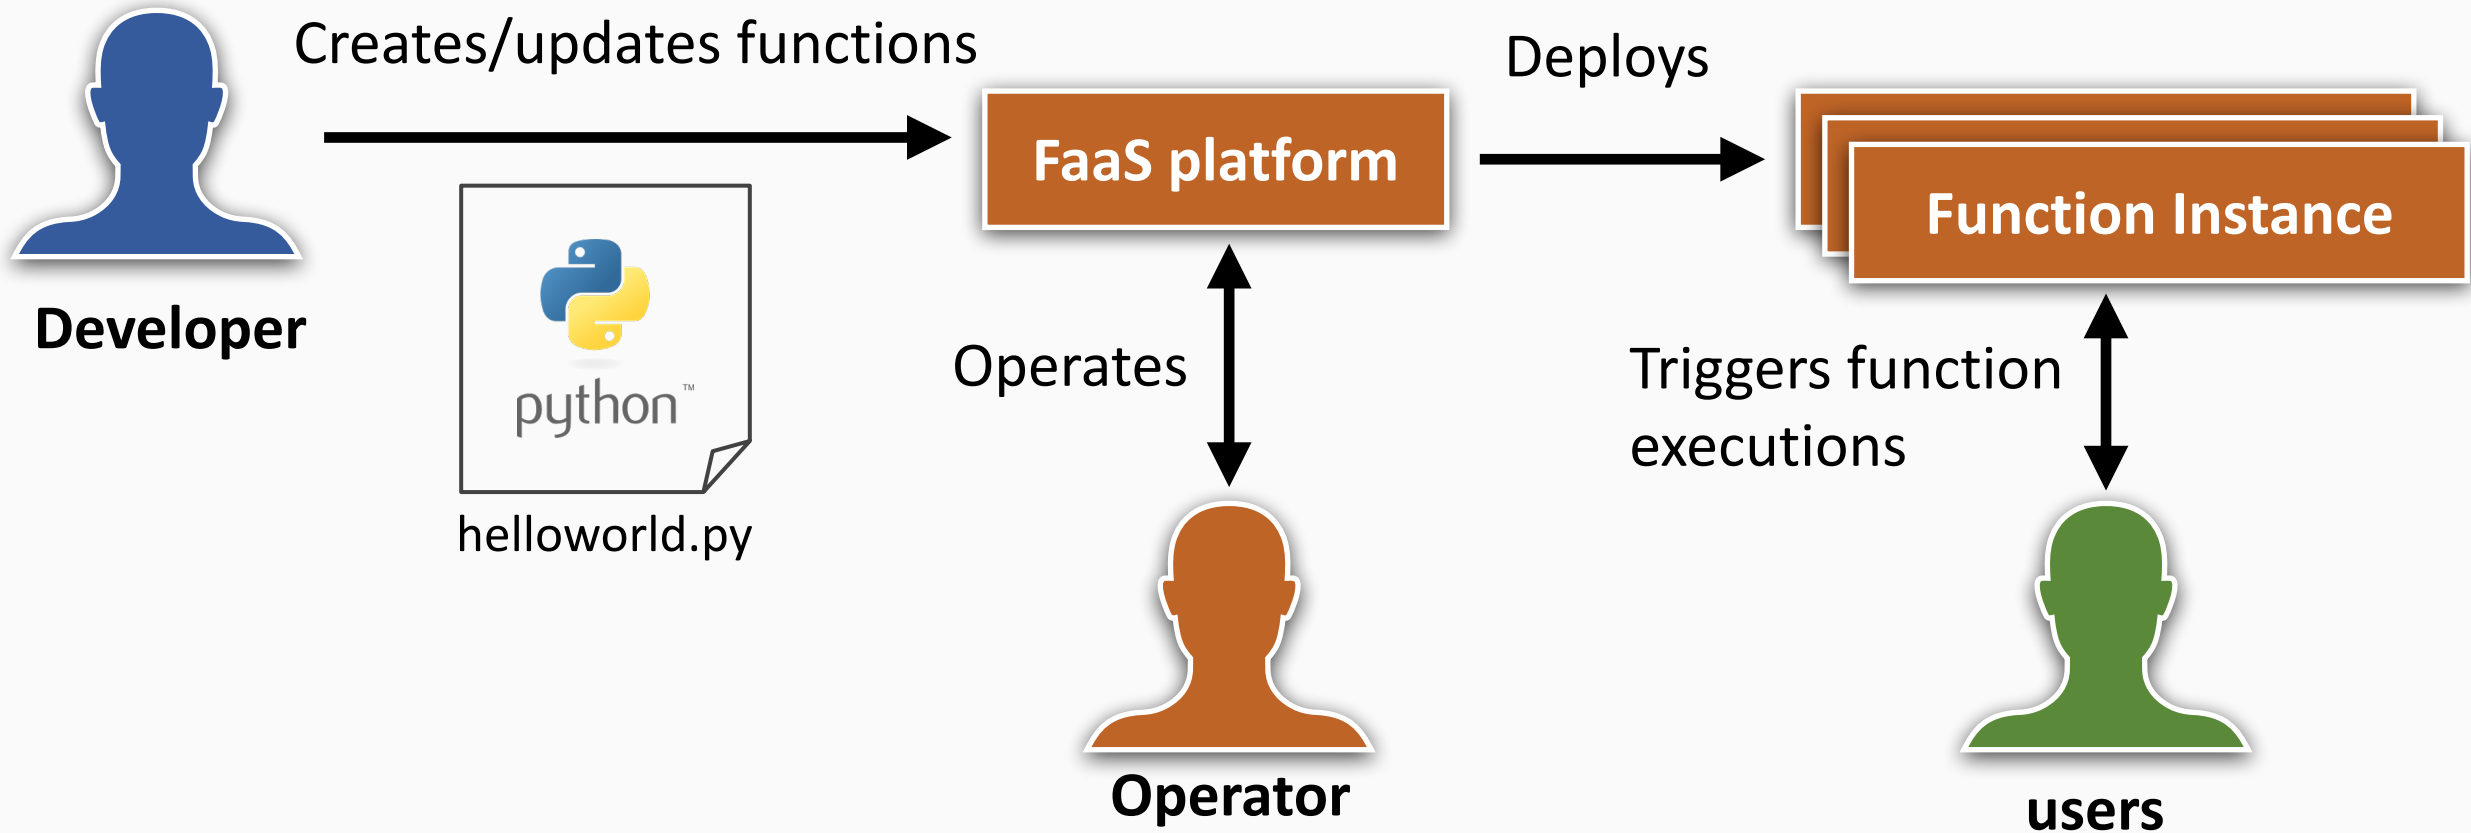 Creates/updates functions
Deploys
FaaS platform
Function Instance
Developer
python™
helloworld.py
Operates
Triggers function
executions
Operator
users